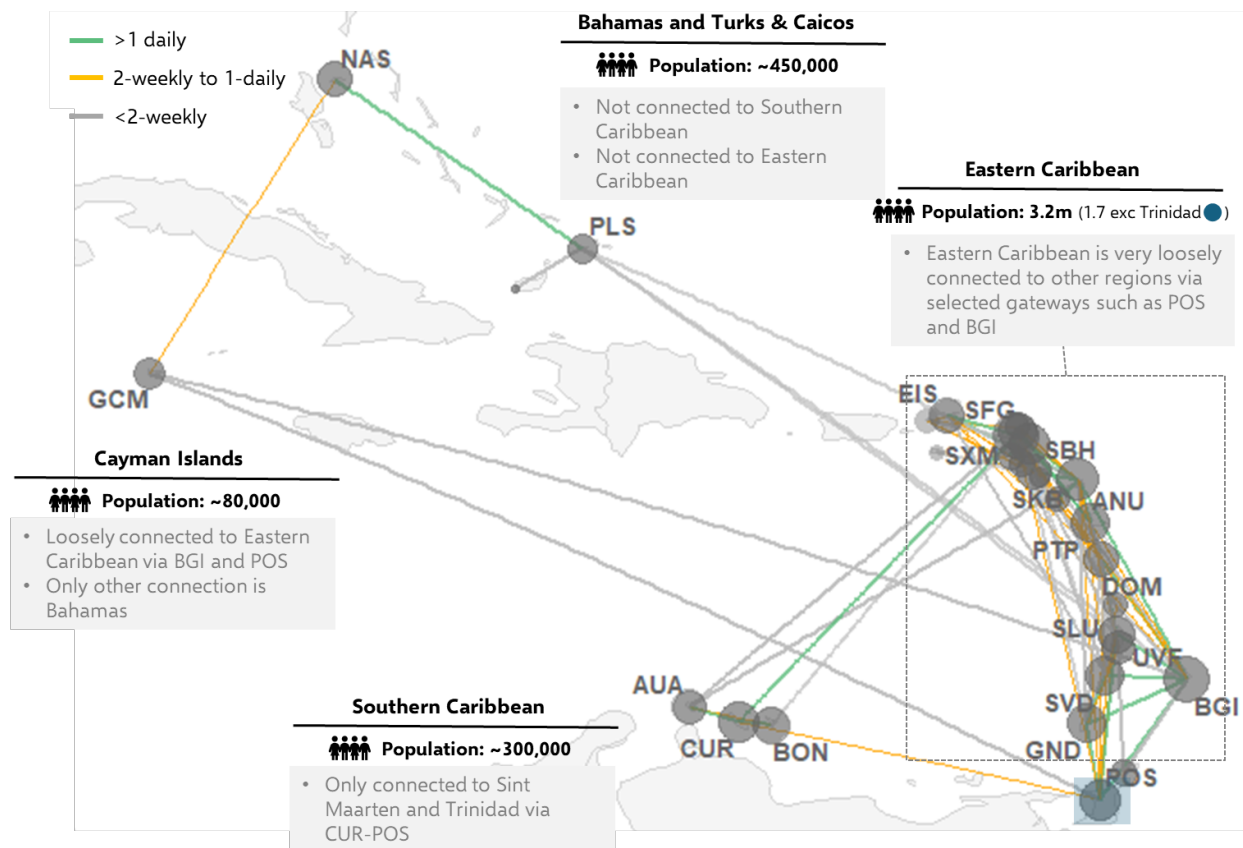 >1 daily
2-weekly to 1-daily
<2-weekly
NAS
Bahamas and Turks & Caicos
Population: ~450,000
• Not connected to Southern
Caribbean
• Not connected to Eastern
Caribbean
Eastern Caribbean
Population: 3.2m (1.7 exc Trinidad )
• Eastern Caribbean is very loosely
connected to other regions via
selected gateways such as POS
and BGI
PLS
GCM
EIS
SFG
SXM
SBH
SKB
ANU
PTP
DOM
SLU
UVF
SVD
BGI
GND
POS
Cayman Islands
Population: ~80,000
• Loosely connected to Eastern
Caribbean via BGI and POS
• Only other connection is
Bahamas
AUA
CUR
BON
Southern Caribbean
Population: ~300,000
• Only connected to Sint
Maarten and Trinidad via
CUR-POS